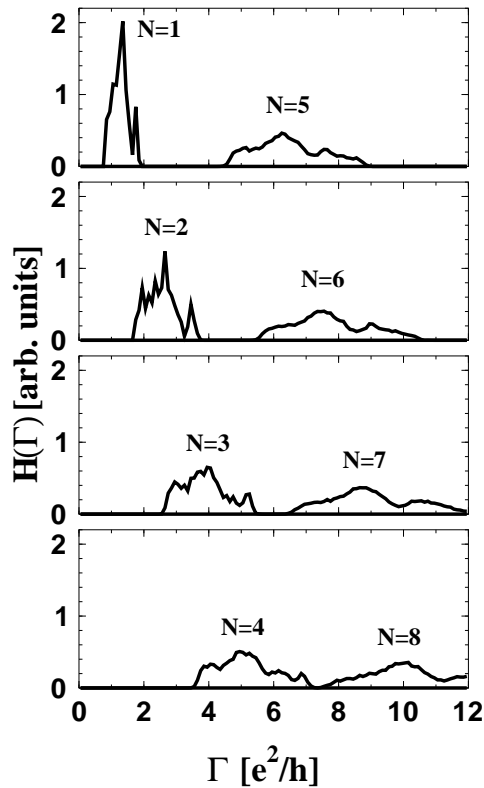 2
N=1
1
N=5
0
2
N=2
1
N=6
0
2
1
N=3
N=7
0
2
1
N=4
N=8
0
0 2 4 6 8 10 12
H(Γ) [arb. units]
Γ [e²/h]